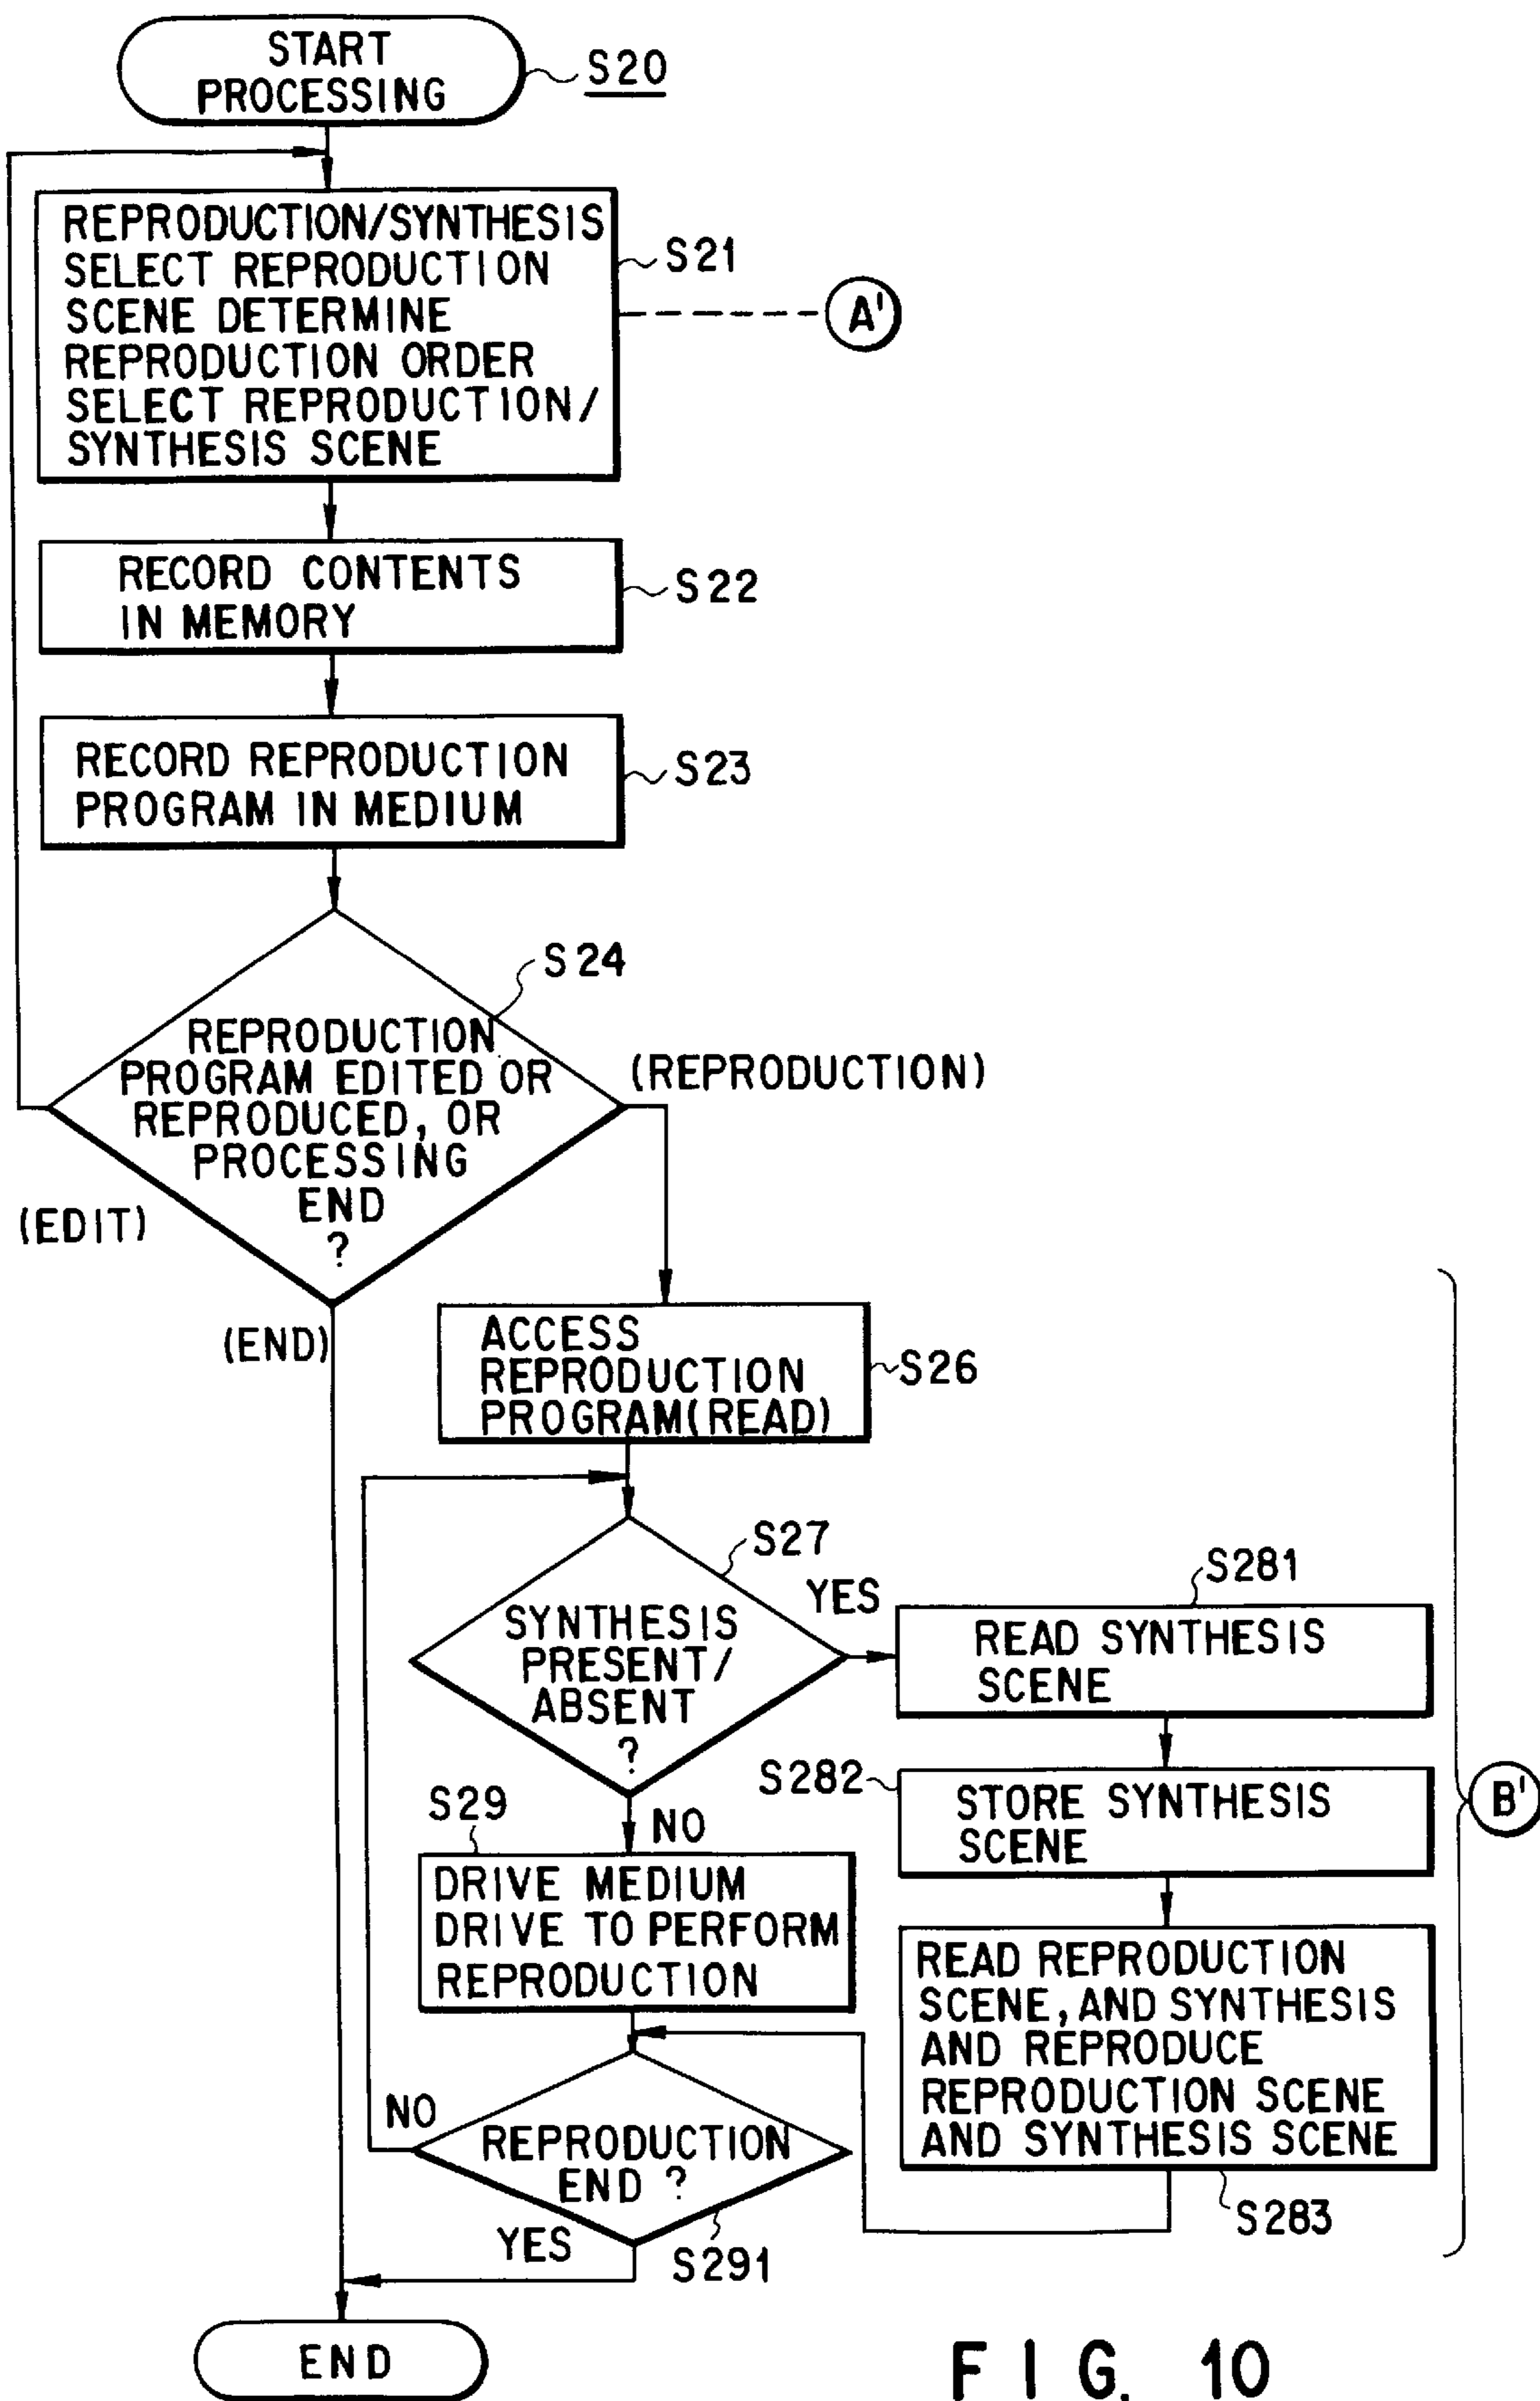 START
PROCESSING
S20
REPRODUCTION/SYNTHESIS
SELECT REPRODUCTION
SCENE DETERMINE
REPRODUCTION ORDER
SELECT REPRODUCTION/
SYNTHESIS SCENE
S21
A'
RECORD CONTENTS
IN MEMORY
S22
RECORD REPRODUCTION
PROGRAM IN MEDIUM
S23
S24
REPRODUCTION
PROGRAM EDITED OR
REPRODUCED, OR
PROCESSING
END
?
(REPRODUCTION)
(EDIT)
(END)
ACCESS
REPRODUCTION
PROGRAM(READ)
S26
S27
SYNTHESIS
PRESENT/
ABSENT
?
YES
S281
READ SYNTHESIS
SCENE
S282
STORE SYNTHESIS
SCENE
B'
NO
S29
DRIVE MEDIUM
DRIVE TO PERFORM
REPRODUCTION
READ REPRODUCTION
SCENE, AND SYNTHESIS
AND REPRODUCE
REPRODUCTION SCENE
AND SYNTHESIS SCENE
S283
NO
REPRODUCTION
END ?
YES
S291
END
FIG. 10